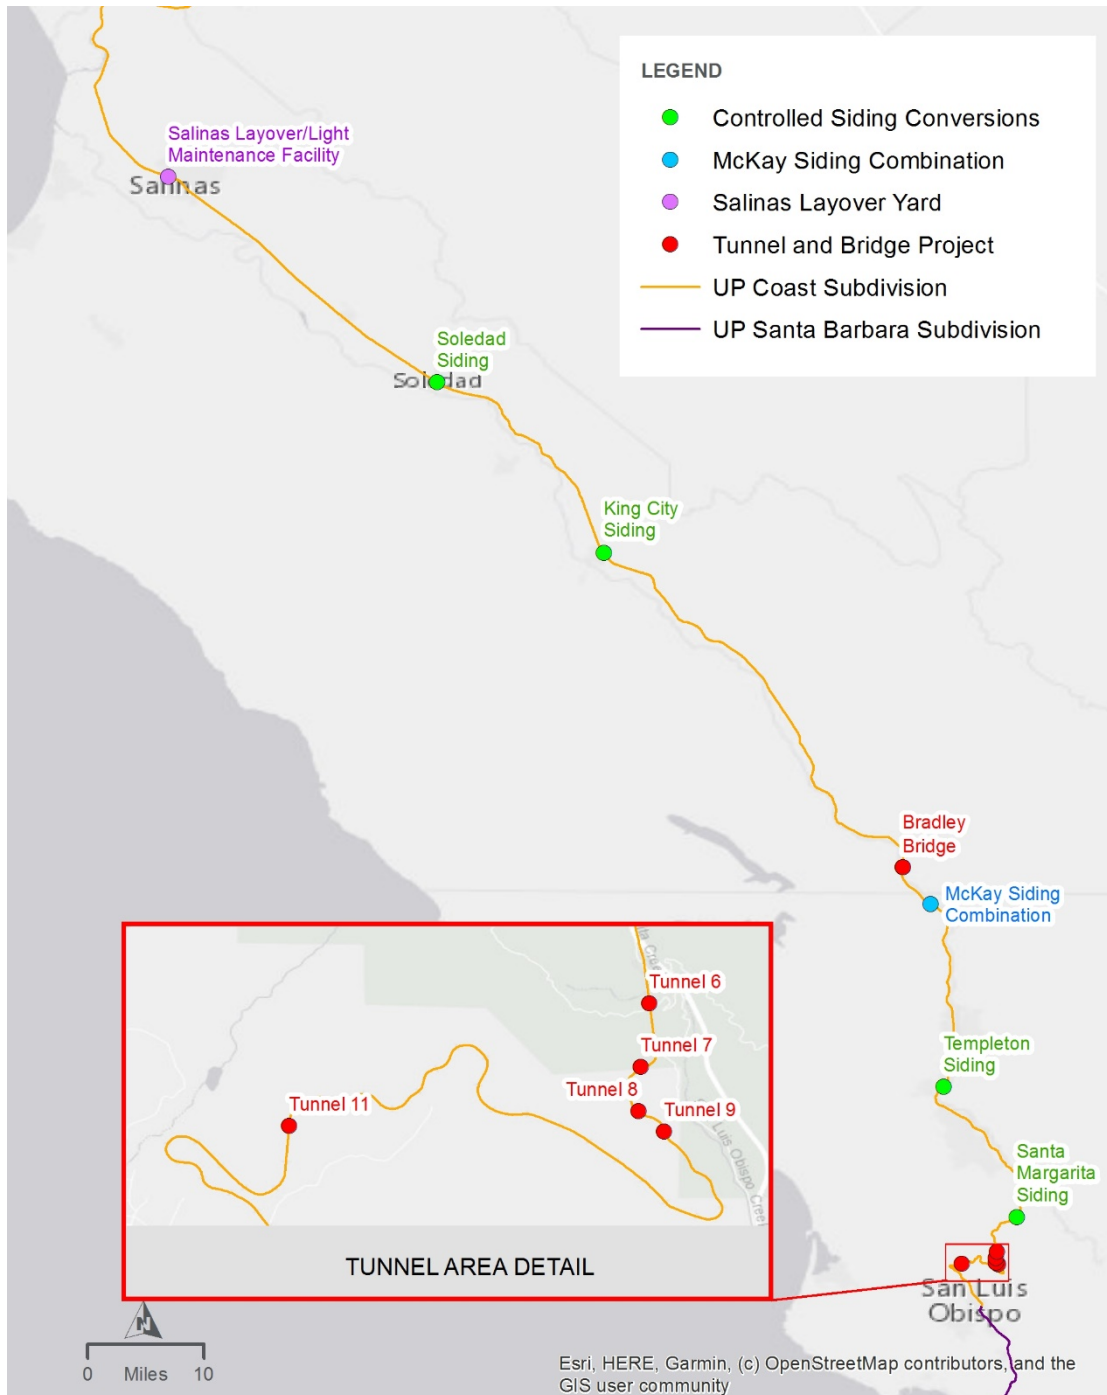 LEGEND
Controlled Siding Conversions
McKay Siding Combination
Salinas Layover Yard
Tunnel and Bridge Project
UP Coast Subdivision
UP Santa Barbara Subdivision
Salinas Layover/Light
Maintenance Facility
Salinas
Soledad
Siding
Soledad
King City
Siding
Bradley
Bridge
McKay Siding
Combination
Templeton
Siding
Santa
Margarita
Siding
San Luis
Obispo
Tunnel 6
Tunnel 7
Tunnel 8
Tunnel 9
Tunnel 11
Luis Obispo Creek
TUNNEL AREA DETAIL
N
0 Miles 10
Esri, HERE, Garmin, (c) OpenStreetMap contributors, and the
GIS user community